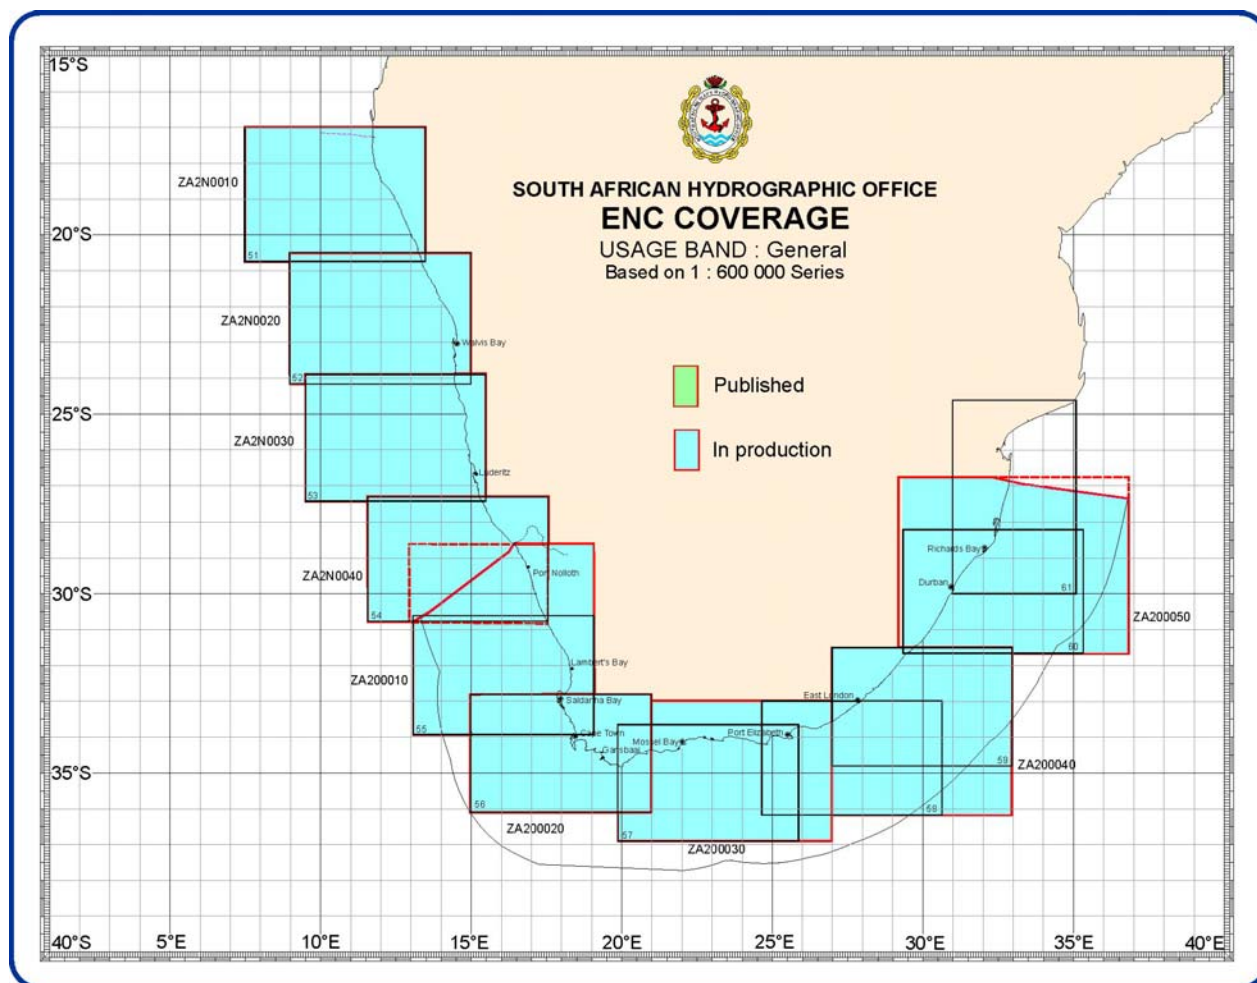 15°S
SOUTH AFRICAN HYDROGRAPHIC OFFICE
ENC COVERAGE
USAGE BAND : General
Based on 1 : 600 000 Series
ZA2N0010
20°S
51
ZA2N0020
Walvis Bay
52
Published
25°S
ZA2N0030
In production
Luderitz
53
Richards Bay
ZA2N0040
Port Nolloth
Durban
61
30°S
54
ZA200050
60
Lambert's Bay
ZA200010
East London
Saldanha Bay
55
Cape Town
Mossel Bay
Port Elizabeth
Gansbaai
35°S
59
ZA200040
56
58
ZA200020
57
ZA200030
40°S
5°E
10°E
15°E
20°E
25°E
30°E
35°E
40°E